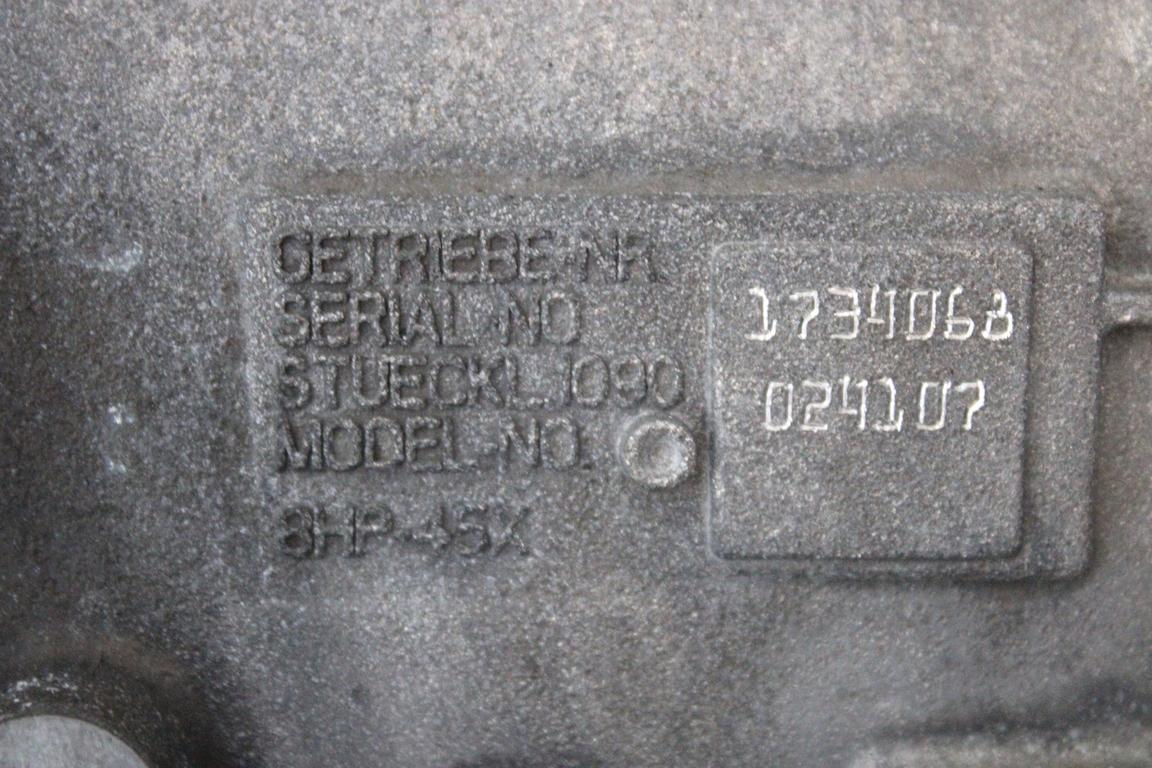 GETRIEBE-NR.
SERIAL-NO
STUECKL.1090
MODEL-NO.
8HP-45X
1734068
024107